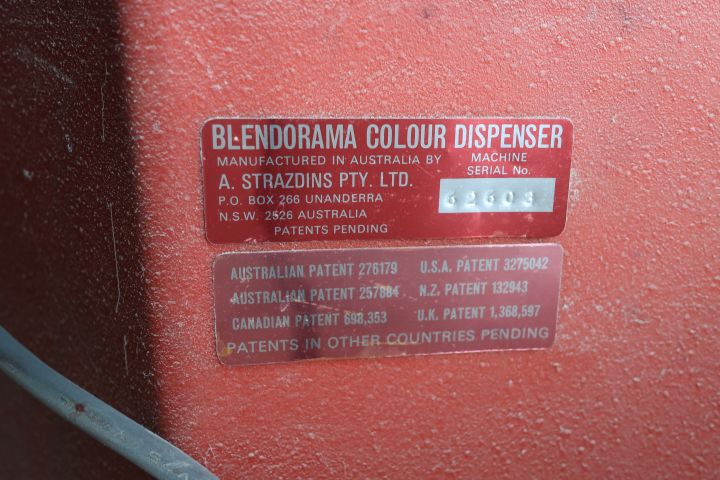 BLENDORAMA COLOUR DISPENSER
MANUFACTURED IN AUSTRALIA BY
A. STRAZDINS PTY. LTD.
P.O. BOX 266 UNANDERRA
N.S.W. 2526 AUSTRALIA
PATENTS PENDING
MACHINE
SERIAL No.
62603
AUSTRALIAN PATENT 276179 U.S.A. PATENT 3275042
AUSTRALIAN PATENT 257884 N.Z. PATENT 132943
CANADIAN PATENT 698,353 U.K. PATENT 1,368,597
PATENTS IN OTHER COUNTRIES PENDING